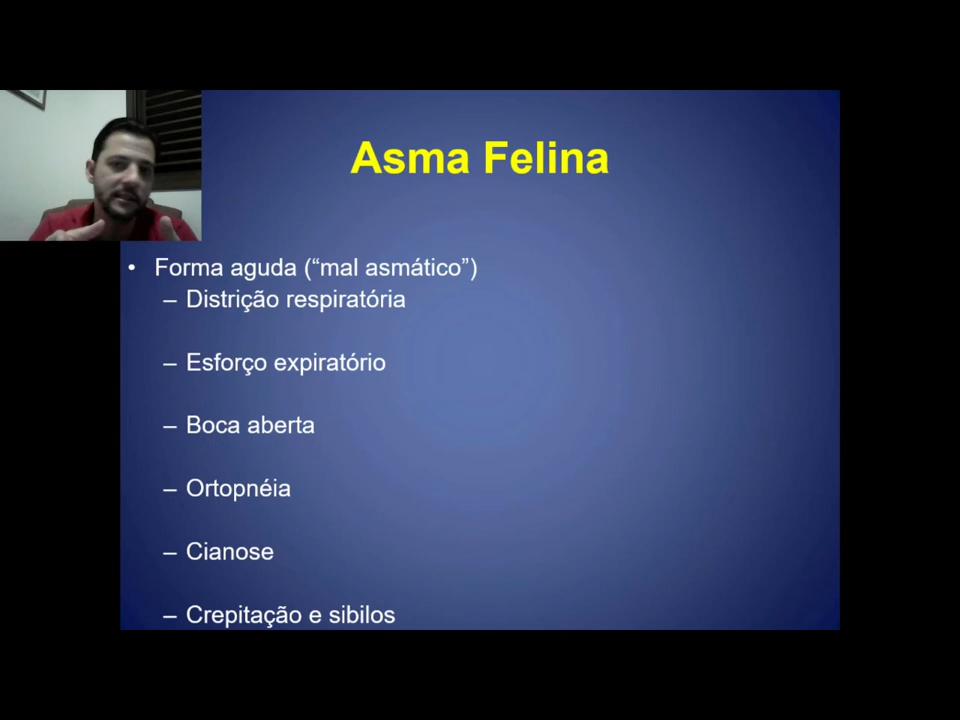 Asma Felina
• Forma aguda (“mal asmático”)
– Distrição respiratória
– Esforço expiratório
– Boca aberta
– Ortopnéia
– Cianose
– Crepitação e sibilos